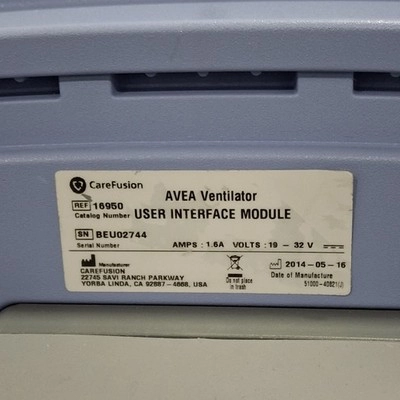 CareFusion
AVEA Ventilator
REF 16950
Catalog Number
USER INTERFACE MODULE
SN BEU02744
Serial Number
AMPS : 1.6A VOLTS : 19 – 32 V
Manufacturer
CAREFUSION
22745 SAVI RANCH PARKWAY
YORBA LINDA, CA 92887-4668, USA
Do not place
in trash
2014-05-16
Date of Manufacture
51000-40821(J)